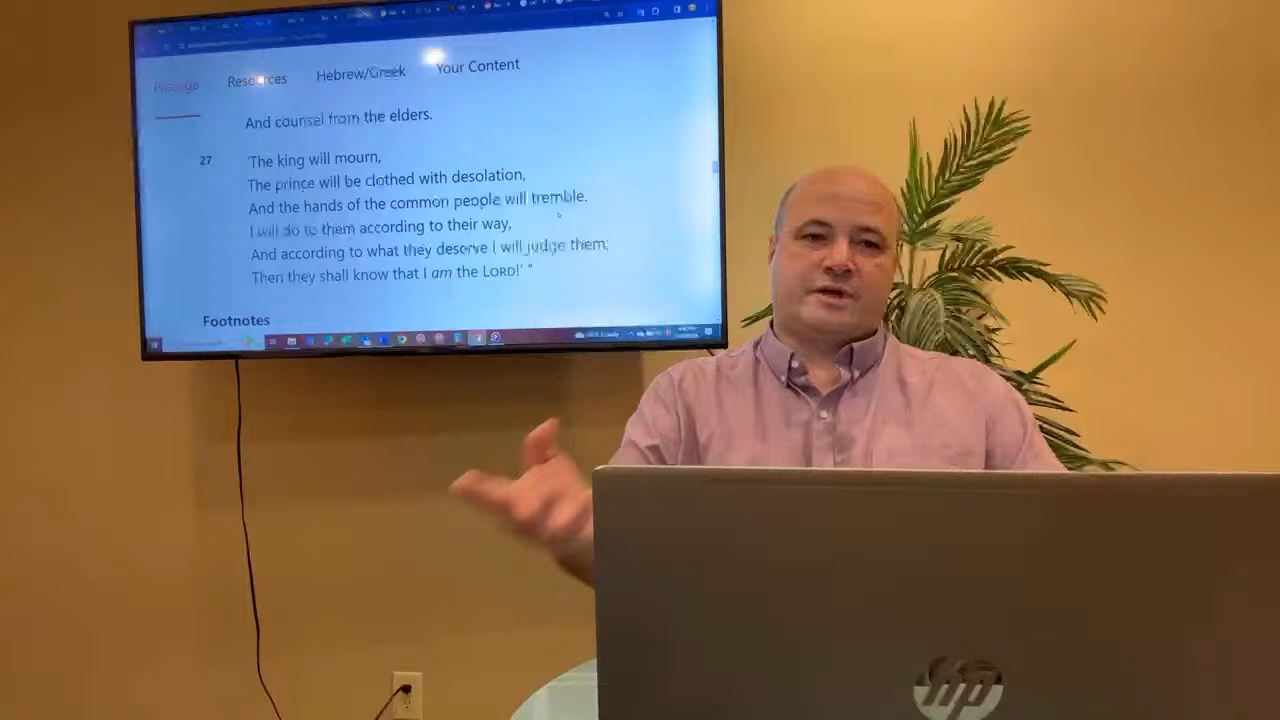 Passage Resources Hebrew/Greek Your Content
And counsel from the elders.
27 'The king will mourn,
The prince will be clothed with desolation,
And the hands of the common people will tremble.
I will do to them according to their way,
And according to what they deserve I will judge them;
Then they shall know that I am the LORD!' "
Footnotes
hp